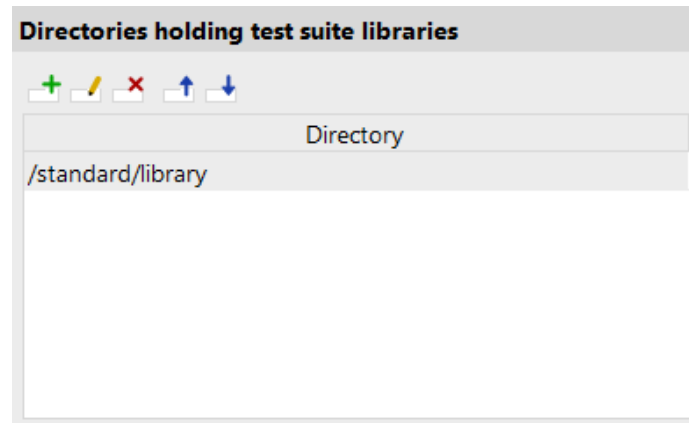 Directories holding test suite libraries
Directory
/standard/library